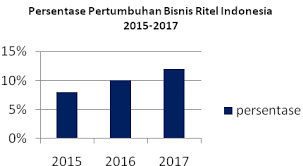 Persentase Pertumbuhan Bisnis Ritel Indonesia
2015-2017
15%
10%
5%
0%
2015 2016 2017
persentase